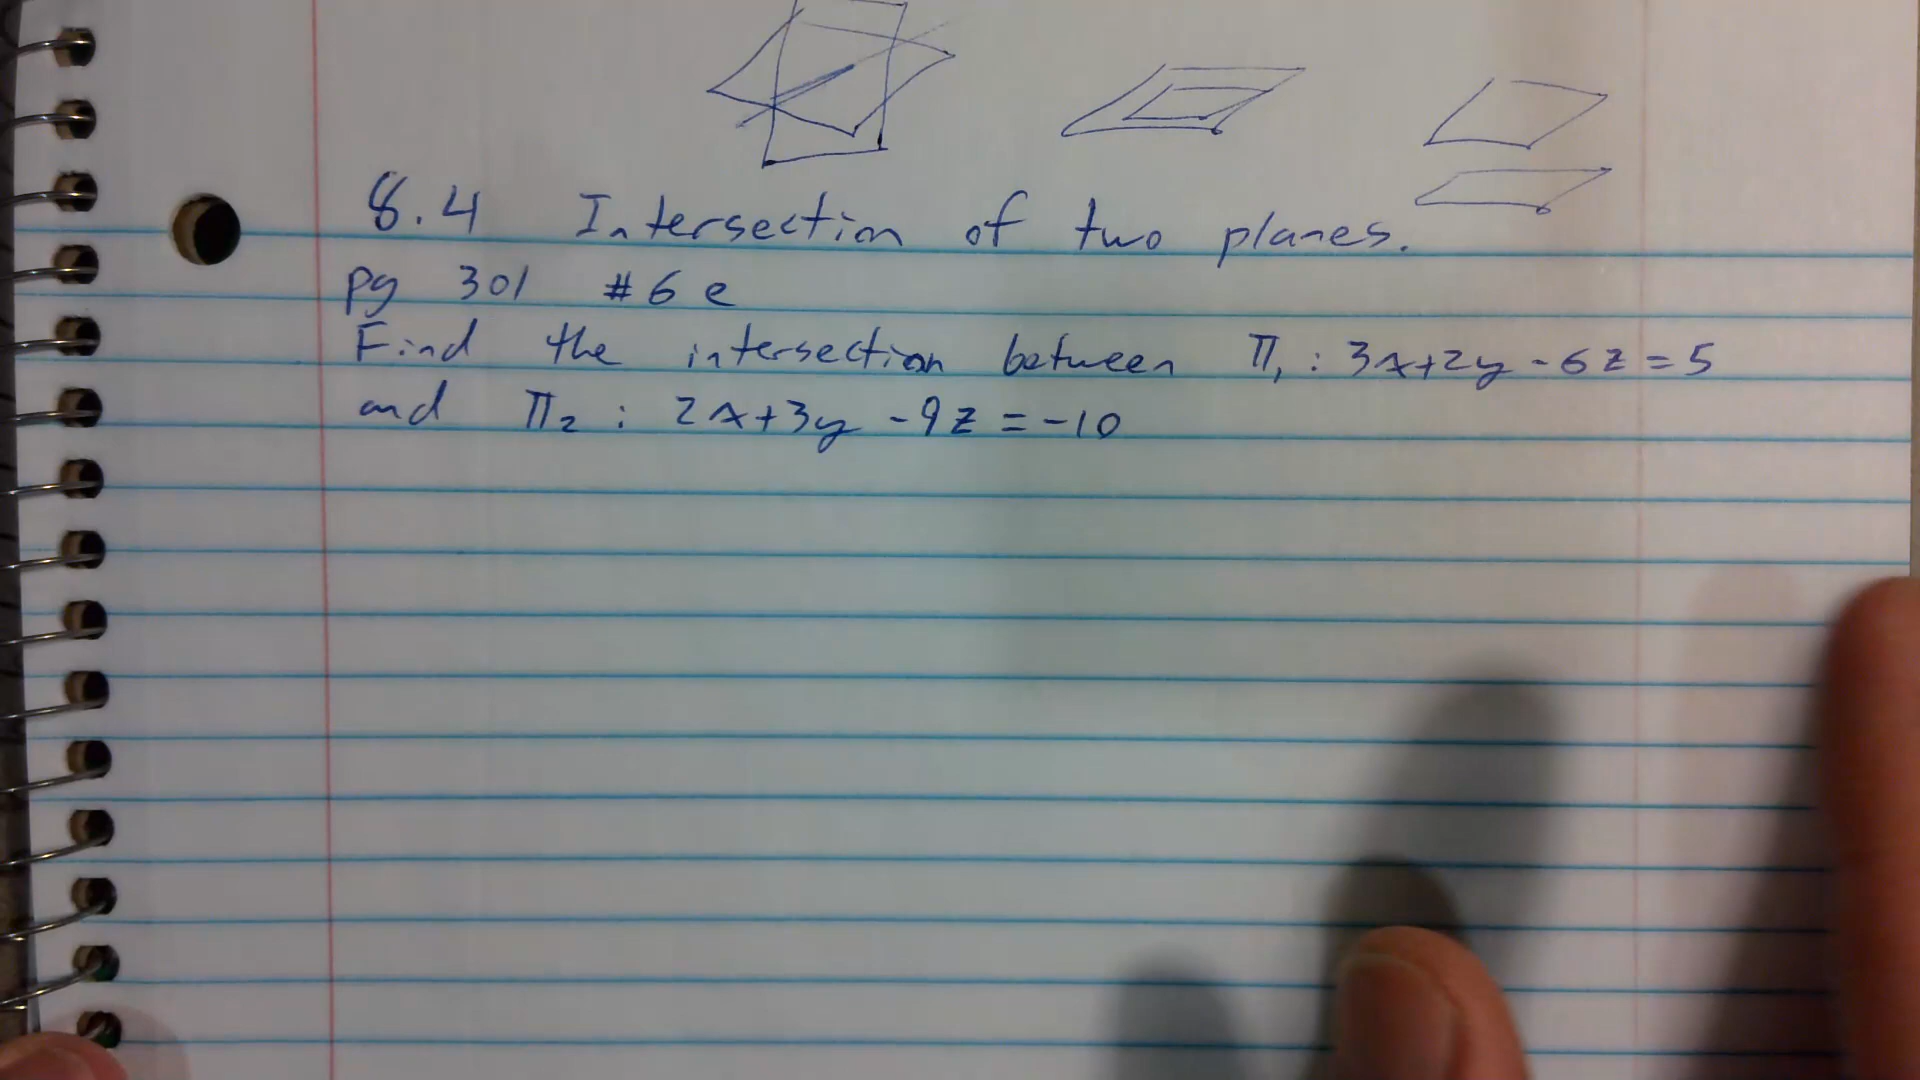 8.4 Intersection of two planes.
pg 301 #6 e
Find the intersection between π₁ : 3x+2y-6z=5
and π₂ : 2x+3y-9z=-10